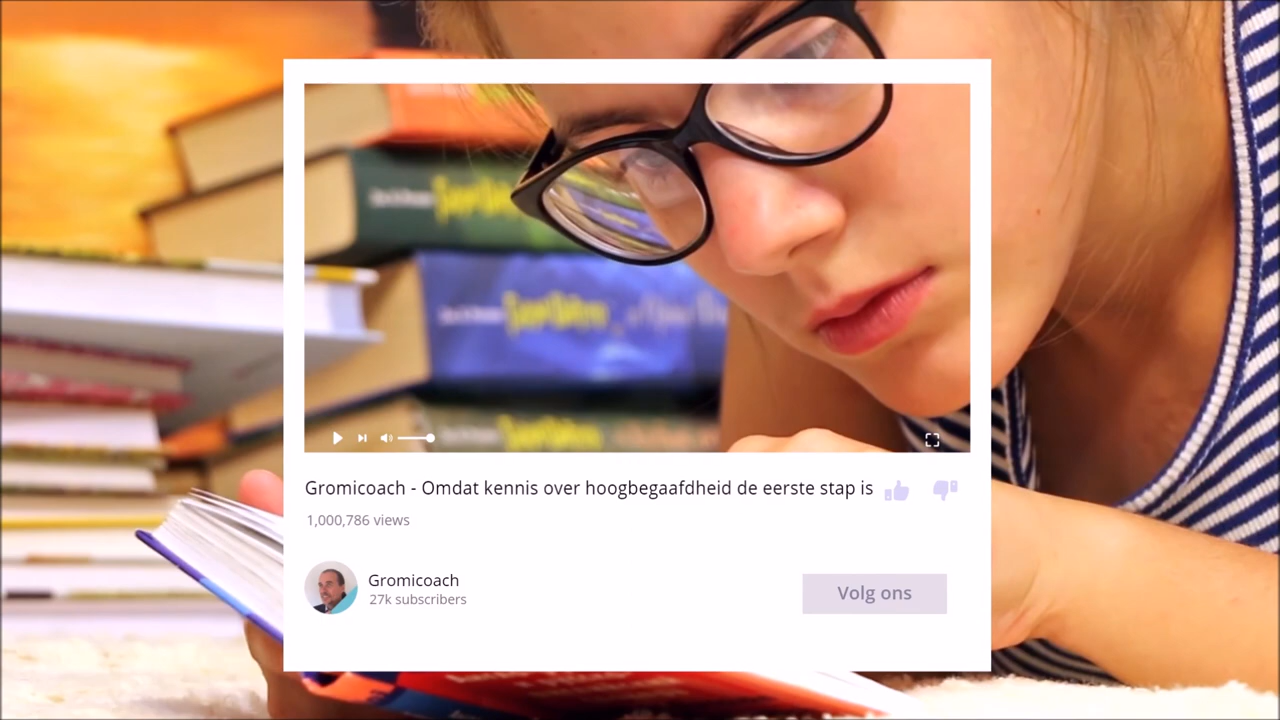 Gromicoach - Omdat kennis over hoogbegaafdheid de eerste stap is
1,000,786 views
Gromicoach
27k subscribers
Volg ons